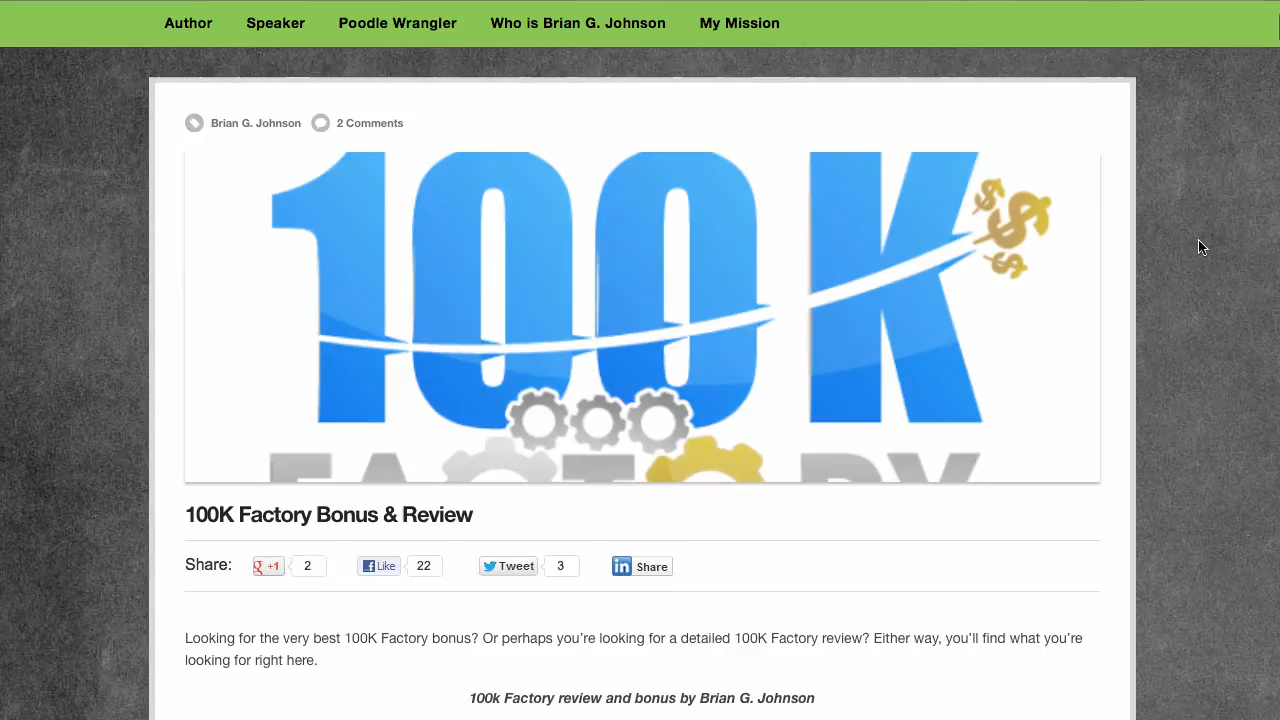 Author Speaker Poodle Wrangler Who is Brian G. Johnson My Mission
Brian G. Johnson 2 Comments
100K
FACTORY
100K Factory Bonus & Review
Share: +1 2 Like 22 Tweet 3 in Share
Looking for the very best 100K Factory bonus? Or perhaps you’re looking for a detailed 100K Factory review? Either way, you’ll find what you’re
looking for right here.
100k Factory review and bonus by Brian G. Johnson